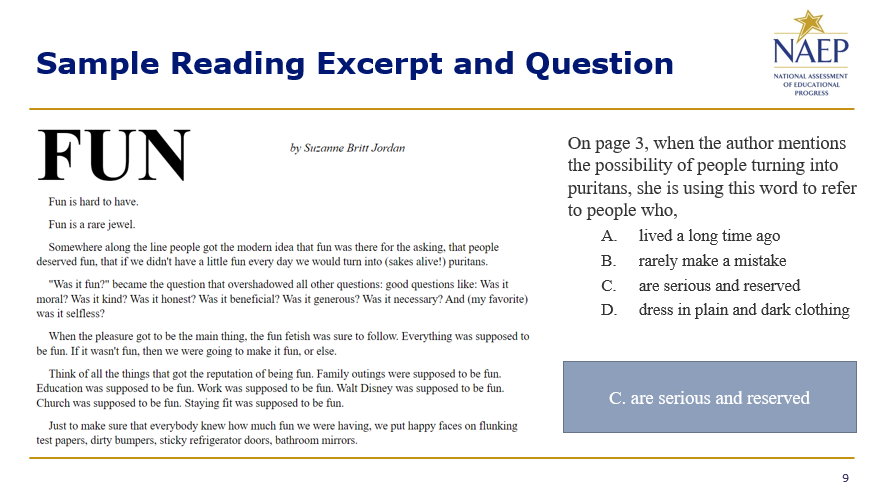 Sample Reading Excerpt and Question
NAEP
NATIONAL ASSESSMENT
OF EDUCATIONAL
PROGRESS
FUN
by Suzanne Britt Jordan
Fun is hard to have.
Fun is a rare jewel.
Somewhere along the line people got the modern idea that fun was there for the asking, that people
deserved fun, that if we didn't have a little fun every day we would turn into (sakes alive!) puritans.
"Was it fun?" became the question that overshadowed all other questions: good questions like: Was it
moral? Was it kind? Was it honest? Was it beneficial? Was it generous? Was it necessary? And (my favorite)
was it selfless?
When the pleasure got to be the main thing, the fun fetish was sure to follow. Everything was supposed to
be fun. If it wasn't fun, then we were going to make it fun, or else.
Think of all the things that got the reputation of being fun. Family outings were supposed to be fun.
Education was supposed to be fun. Work was supposed to be fun. Walt Disney was supposed to be fun.
Church was supposed to be fun. Staying fit was supposed to be fun.
Just to make sure that everybody knew how much fun we were having, we put happy faces on flunking
test papers, dirty bumpers, sticky refrigerator doors, bathroom mirrors.
On page 3, when the author mentions
the possibility of people turning into
puritans, she is using this word to refer
to people who,
A. lived a long time ago
B. rarely make a mistake
C. are serious and reserved
D. dress in plain and dark clothing
C. are serious and reserved
9